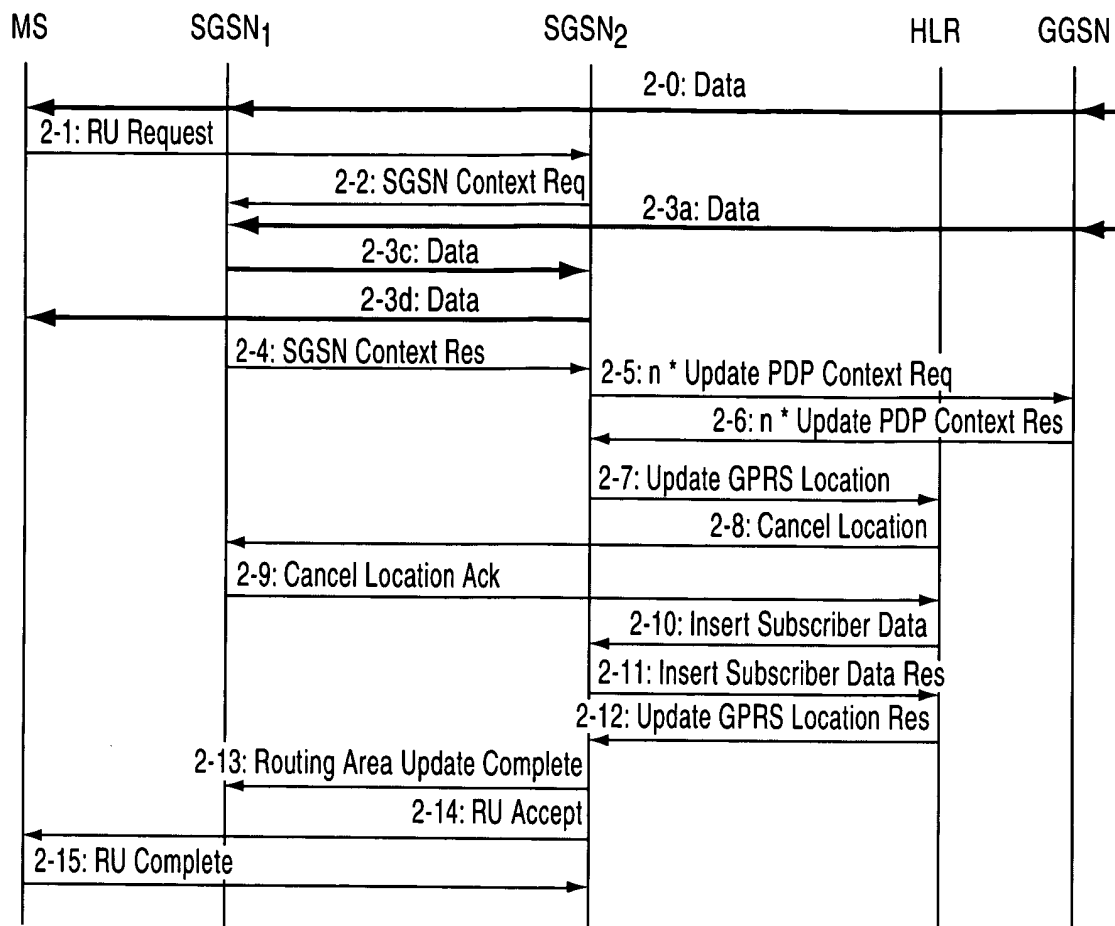 MS SGSN1 SGSN2 HLR GGSN
2-0: Data
2-1: RU Request
2-2: SGSN Context Req
2-3a: Data
2-3c: Data
2-3d: Data
2-4: SGSN Context Res
2-5: n * Update PDP Context Req
2-6: n * Update PDP Context Res
2-7: Update GPRS Location
2-8: Cancel Location
2-9: Cancel Location Ack
2-10: Insert Subscriber Data
2-11: Insert Subscriber Data Res
2-12: Update GPRS Location Res
2-13: Routing Area Update Complete
2-14: RU Accept
2-15: RU Complete